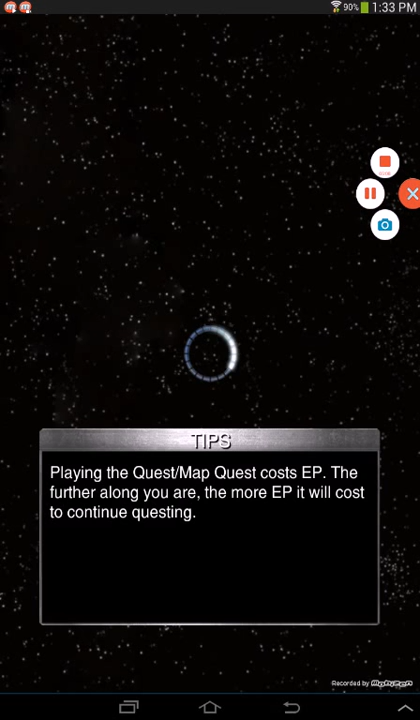 90% 1:33 PM
TIPS
Playing the Quest/Map Quest costs EP. The
further along you are, the more EP it will cost
to continue questing.
Recorded by Mobizen